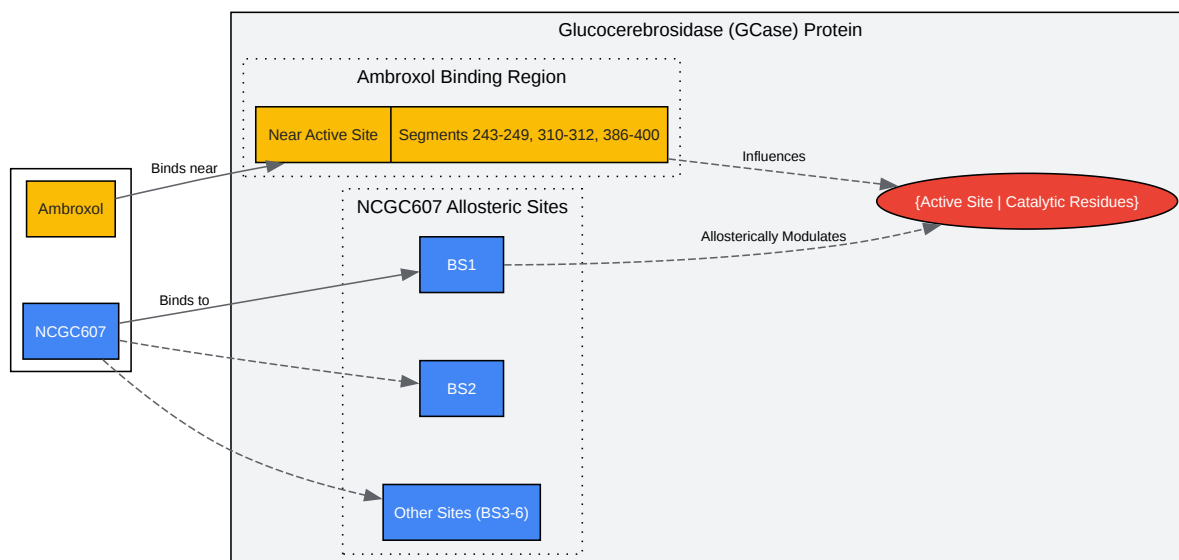 Glucocerebrosidase (GCase) Protein
Ambroxol Binding Region
Near Active Site
Segments 243-249, 310-312, 386-400
Binds near
Influences
Ambroxol
{Active Site | Catalytic Residues}
NCGC607 Allosteric Sites
Allosterically Modulates
BS1
Binds to
NCGC607
BS2
Other Sites (BS3-6)